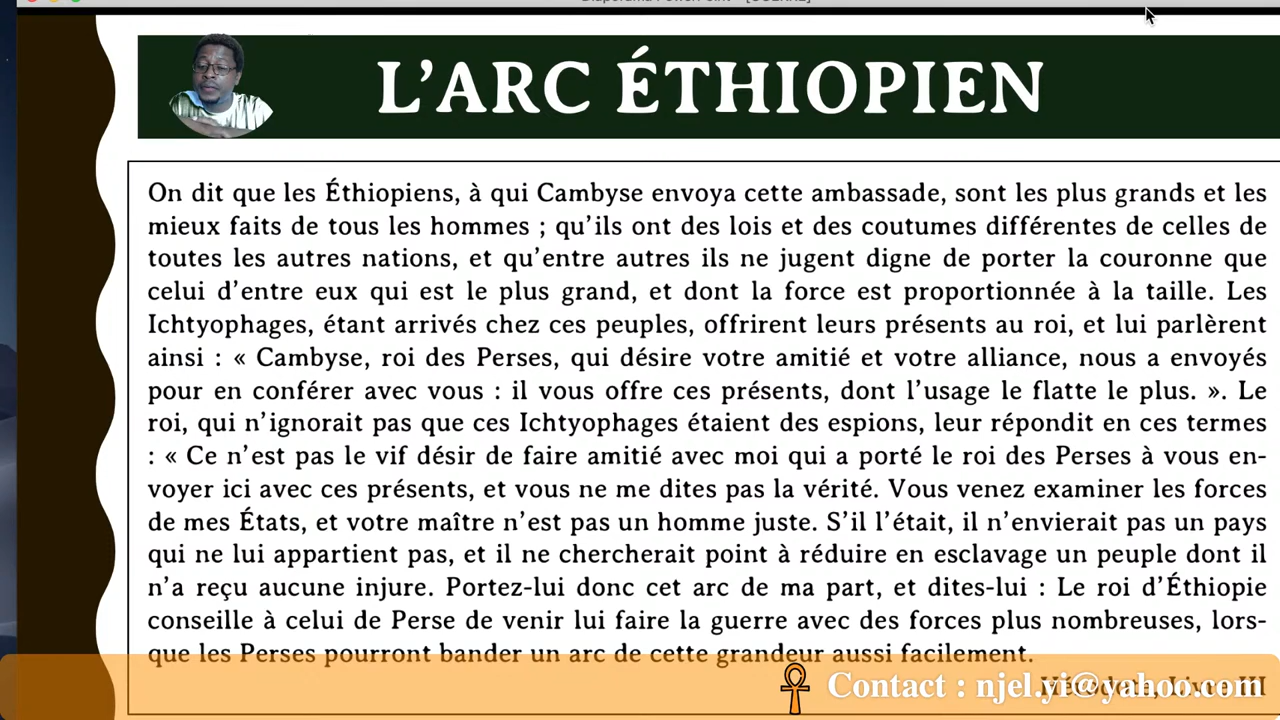 L’ARC ÉTHIOPIEN
On dit que les Éthiopiens, à qui Cambyse envoya cette ambassade, sont les plus grands et les
mieux faits de tous les hommes ; qu’ils ont des lois et des coutumes différentes de celles de
toutes les autres nations, et qu’entre autres ils ne jugent digne de porter la couronne que
celui d’entre eux qui est le plus grand, et dont la force est proportionnée à la taille. Les
Ichtyophages, étant arrivés chez ces peuples, offrirent leurs présents au roi, et lui parlèrent
ainsi : « Cambyse, roi des Perses, qui désire votre amitié et votre alliance, nous a envoyés
pour en conférer avec vous : il vous offre ces présents, dont l’usage le flatte le plus. ». Le
roi, qui n’ignorait pas que ces Ichtyophages étaient des espions, leur répondit en ces termes
: « Ce n’est pas le vif désir de faire amitié avec moi qui a porté le roi des Perses à vous en-
voyer ici avec ces présents, et vous ne me dites pas la vérité. Vous venez examiner les forces
de mes États, et votre maître n’est pas un homme juste. S’il l’était, il n’envierait pas un pays
qui ne lui appartient pas, et il ne chercherait point à réduire en esclavage un peuple dont il
n’a reçu aucune injure. Portez-lui donc cet arc de ma part, et dites-lui : Le roi d’Éthiopie
conseille à celui de Perse de venir lui faire la guerre avec des forces plus nombreuses, lors-
que les Perses pourront bander un arc de cette grandeur aussi facilement.
Contact : njel.yi@yahoo.com